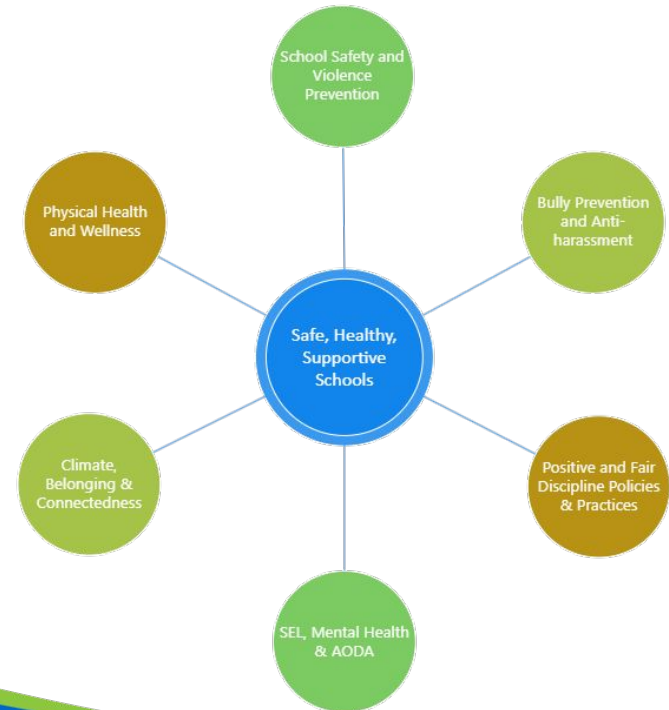 School Safety and
Violence
Prevention
Physical Health
and Wellness
Bully Prevention
and Anti-
harassment
Safe, Healthy,
Supportive
Schools
Climate,
Belonging &
Connectedness
Positive and Fair
Discipline Policies
& Practices
SEL, Mental Health
& AODA